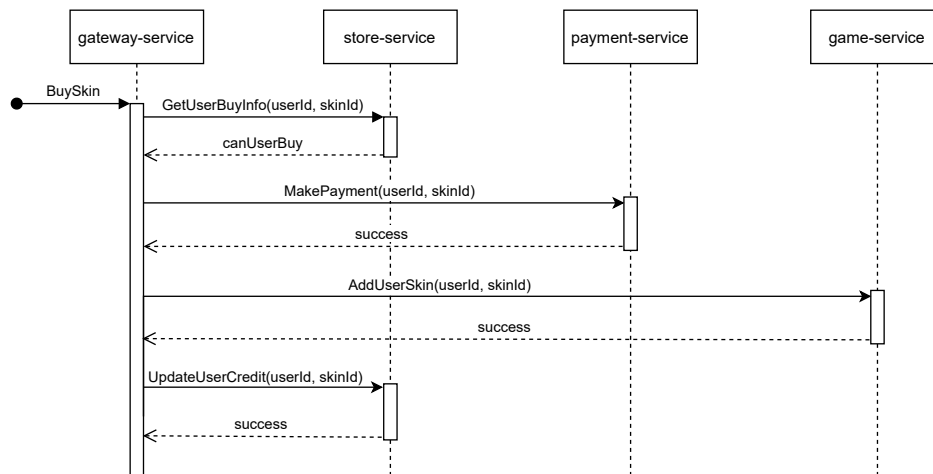 gateway-service
store-service
payment-service
game-service
BuySkin
GetUserBuyInfo(userId, skinId)
canUserBuy
MakePayment(userId, skinId)
success
AddUserSkin(userId, skinId)
success
UpdateUserCredit(userId, skinId)
success